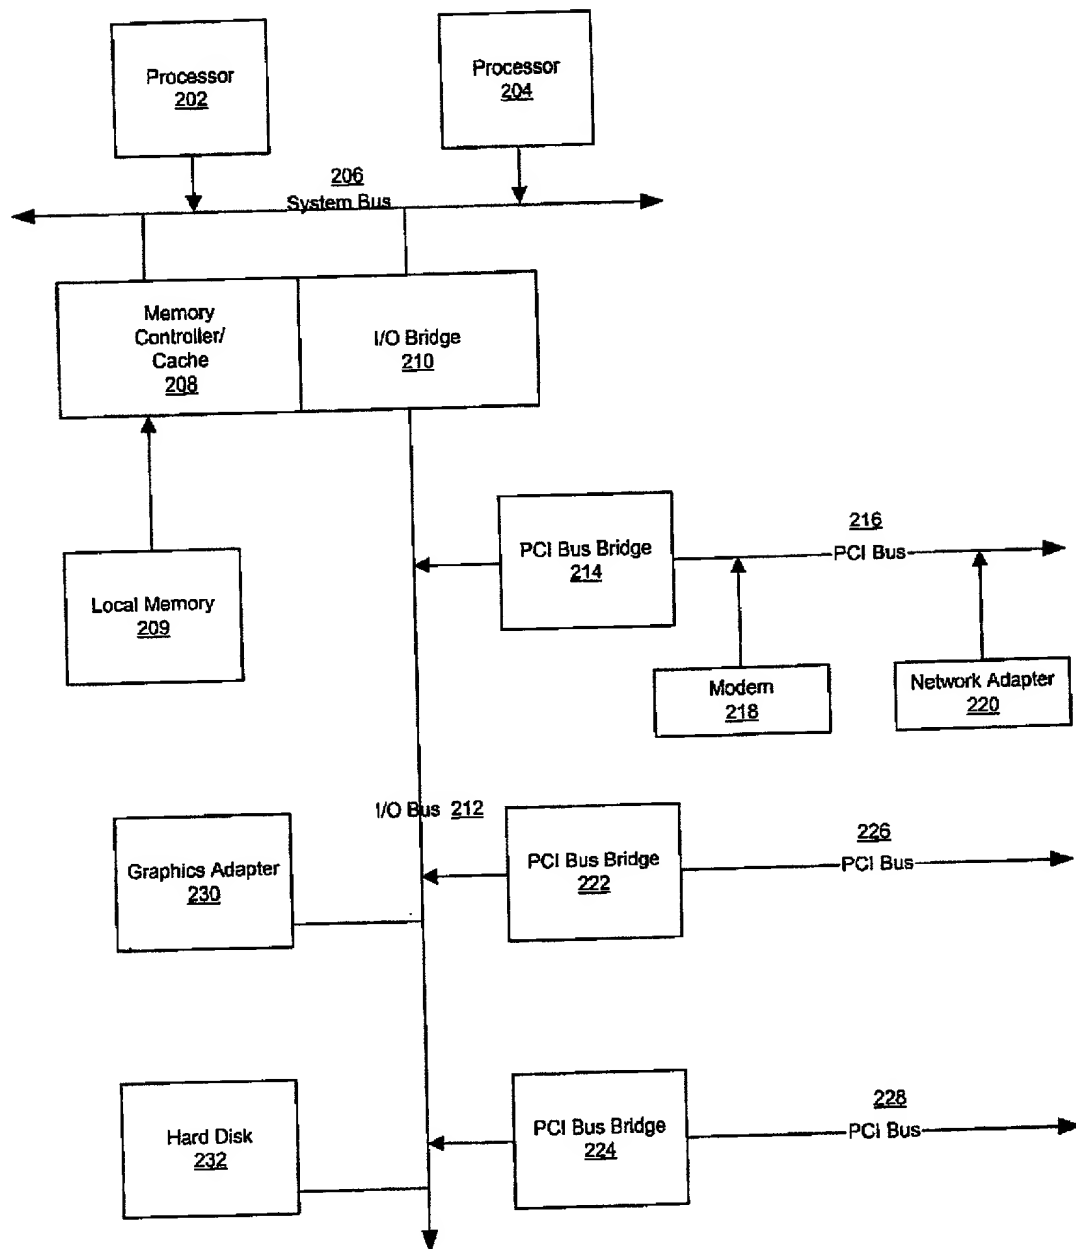 Processor
202
Processor
204
206
System Bus
Memory
Controller/
Cache
208
I/O Bridge
210
PCI Bus Bridge
214
216
PCI Bus
Local Memory
209
Modem
218
Network Adapter
220
I/O Bus 212
Graphics Adapter
230
PCI Bus Bridge
222
226
PCI Bus
Hard Disk
232
PCI Bus Bridge
224
228
PCI Bus